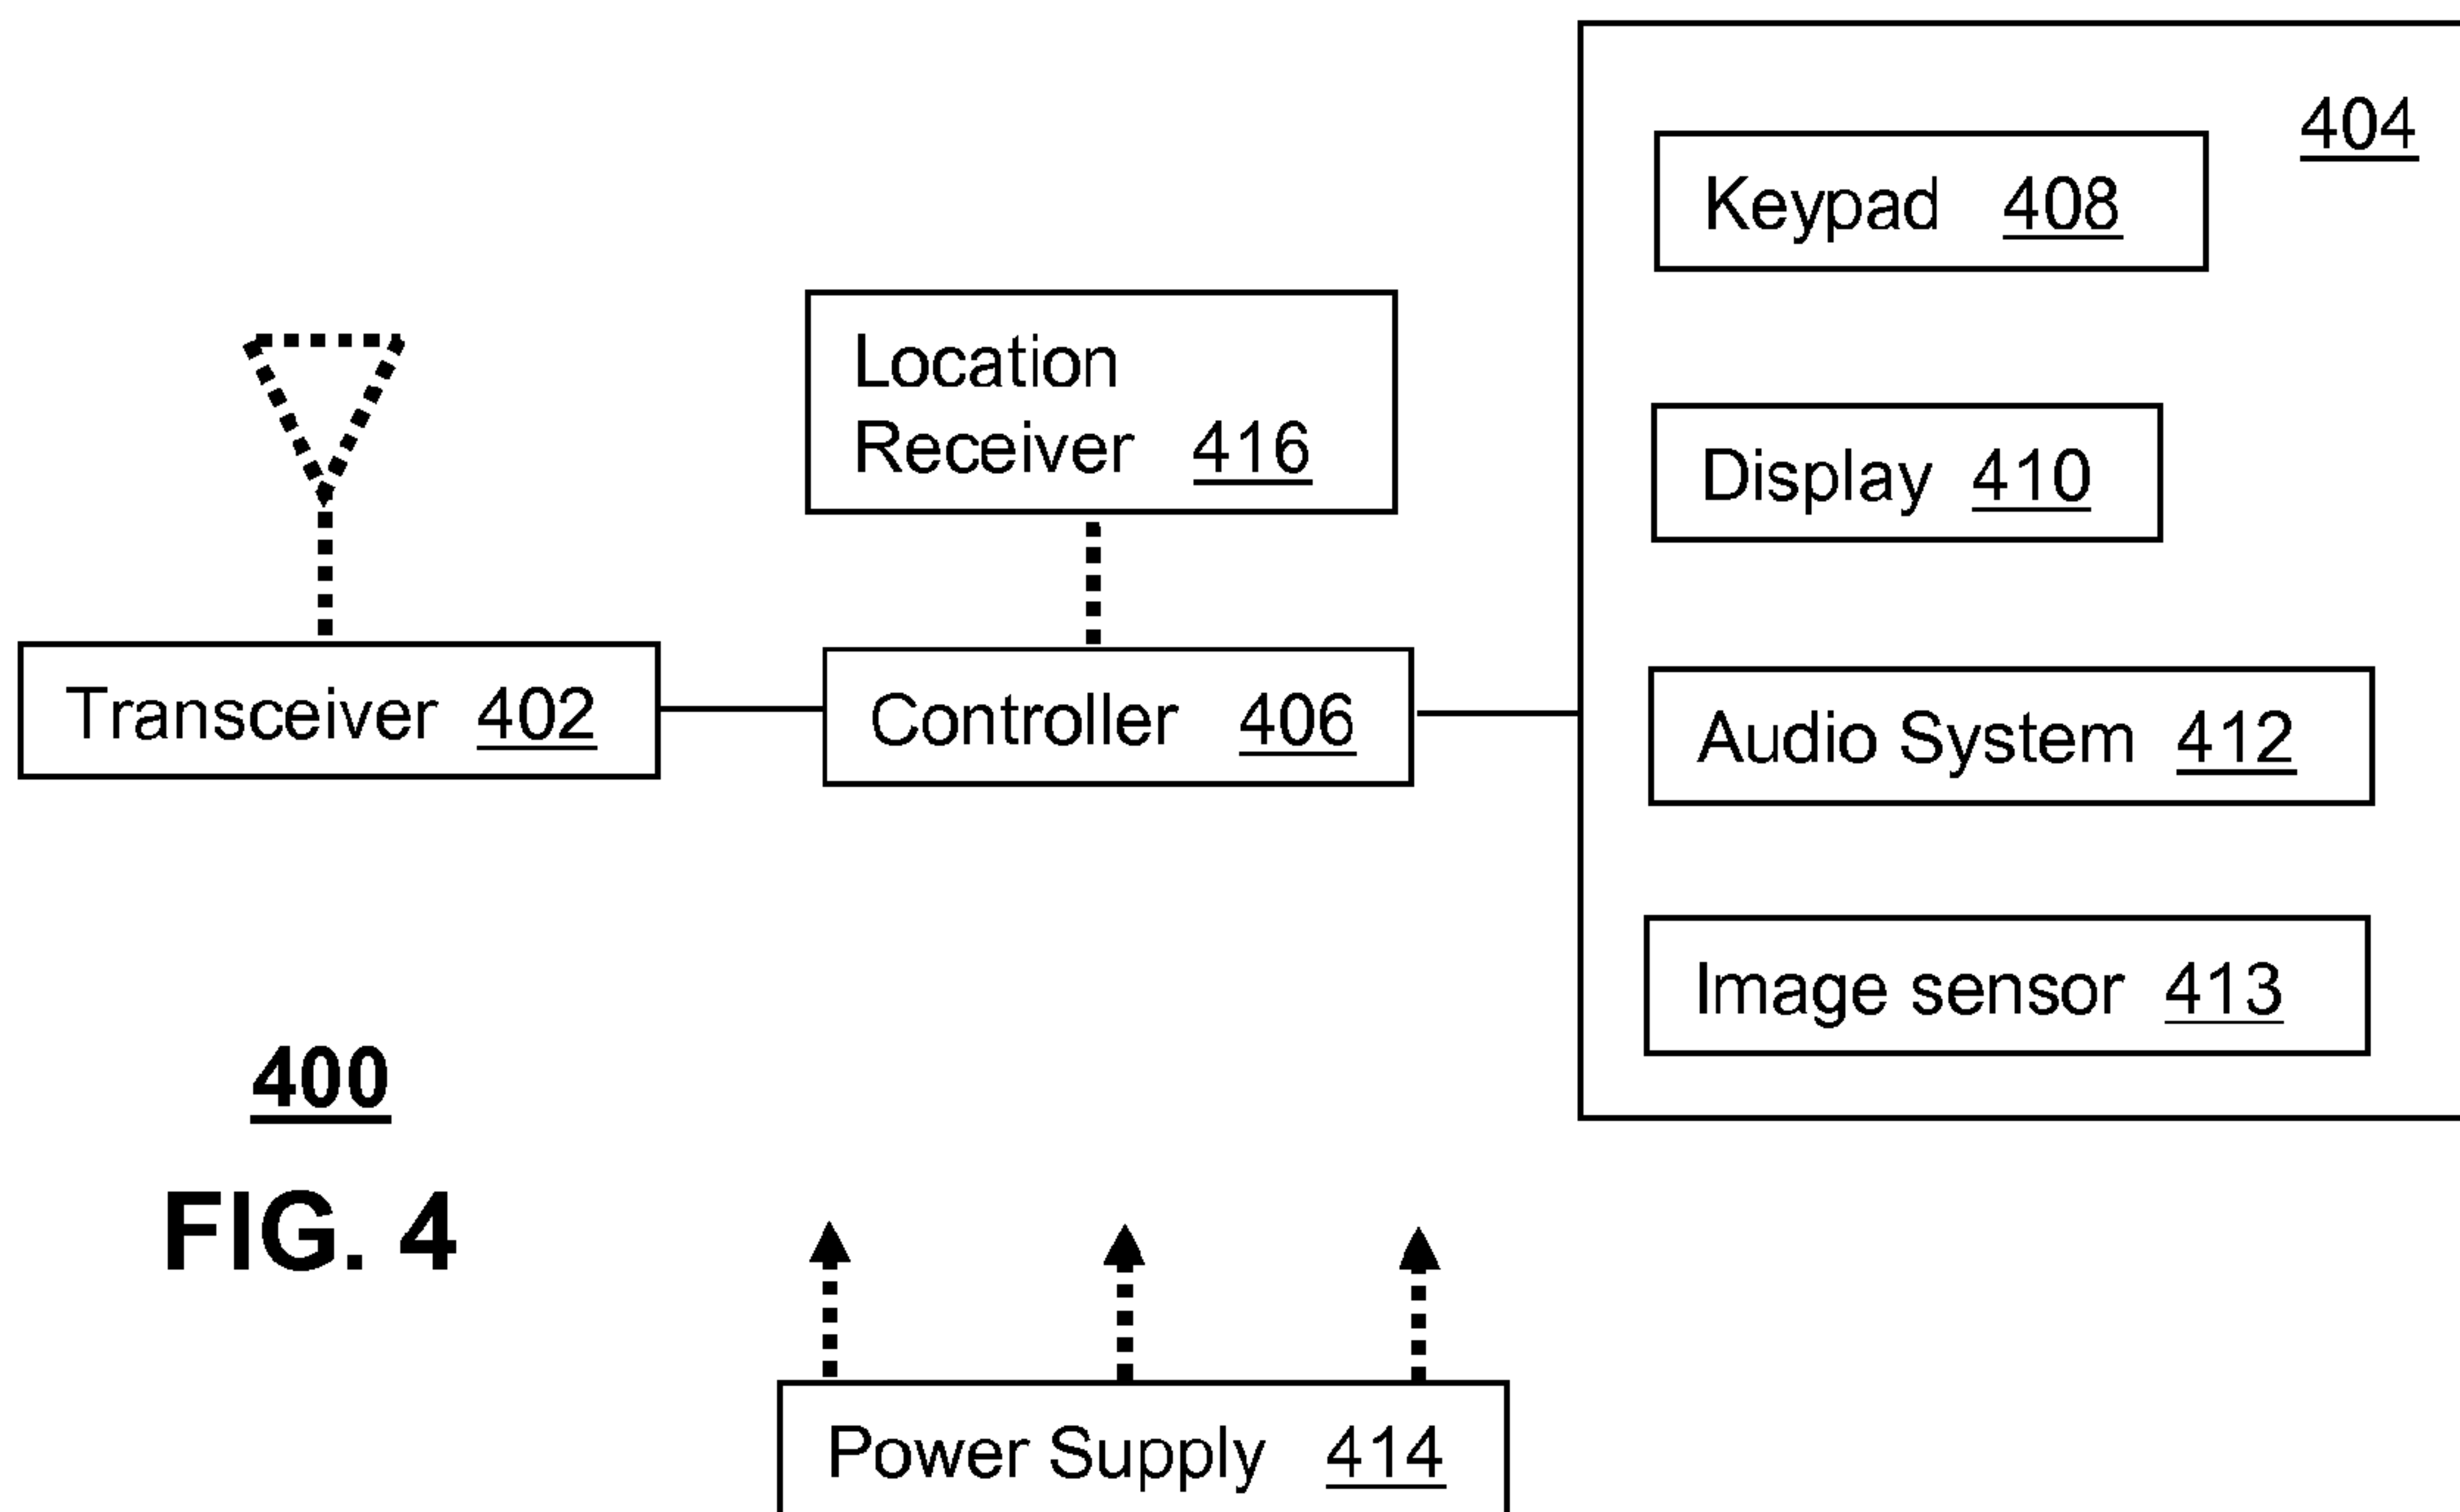 404
Keypad 408
Location
Receiver 416
Display 410
Transceiver 402
Controller 406
Audio System 412
Image sensor 413
400
FIG. 4
Power Supply 414